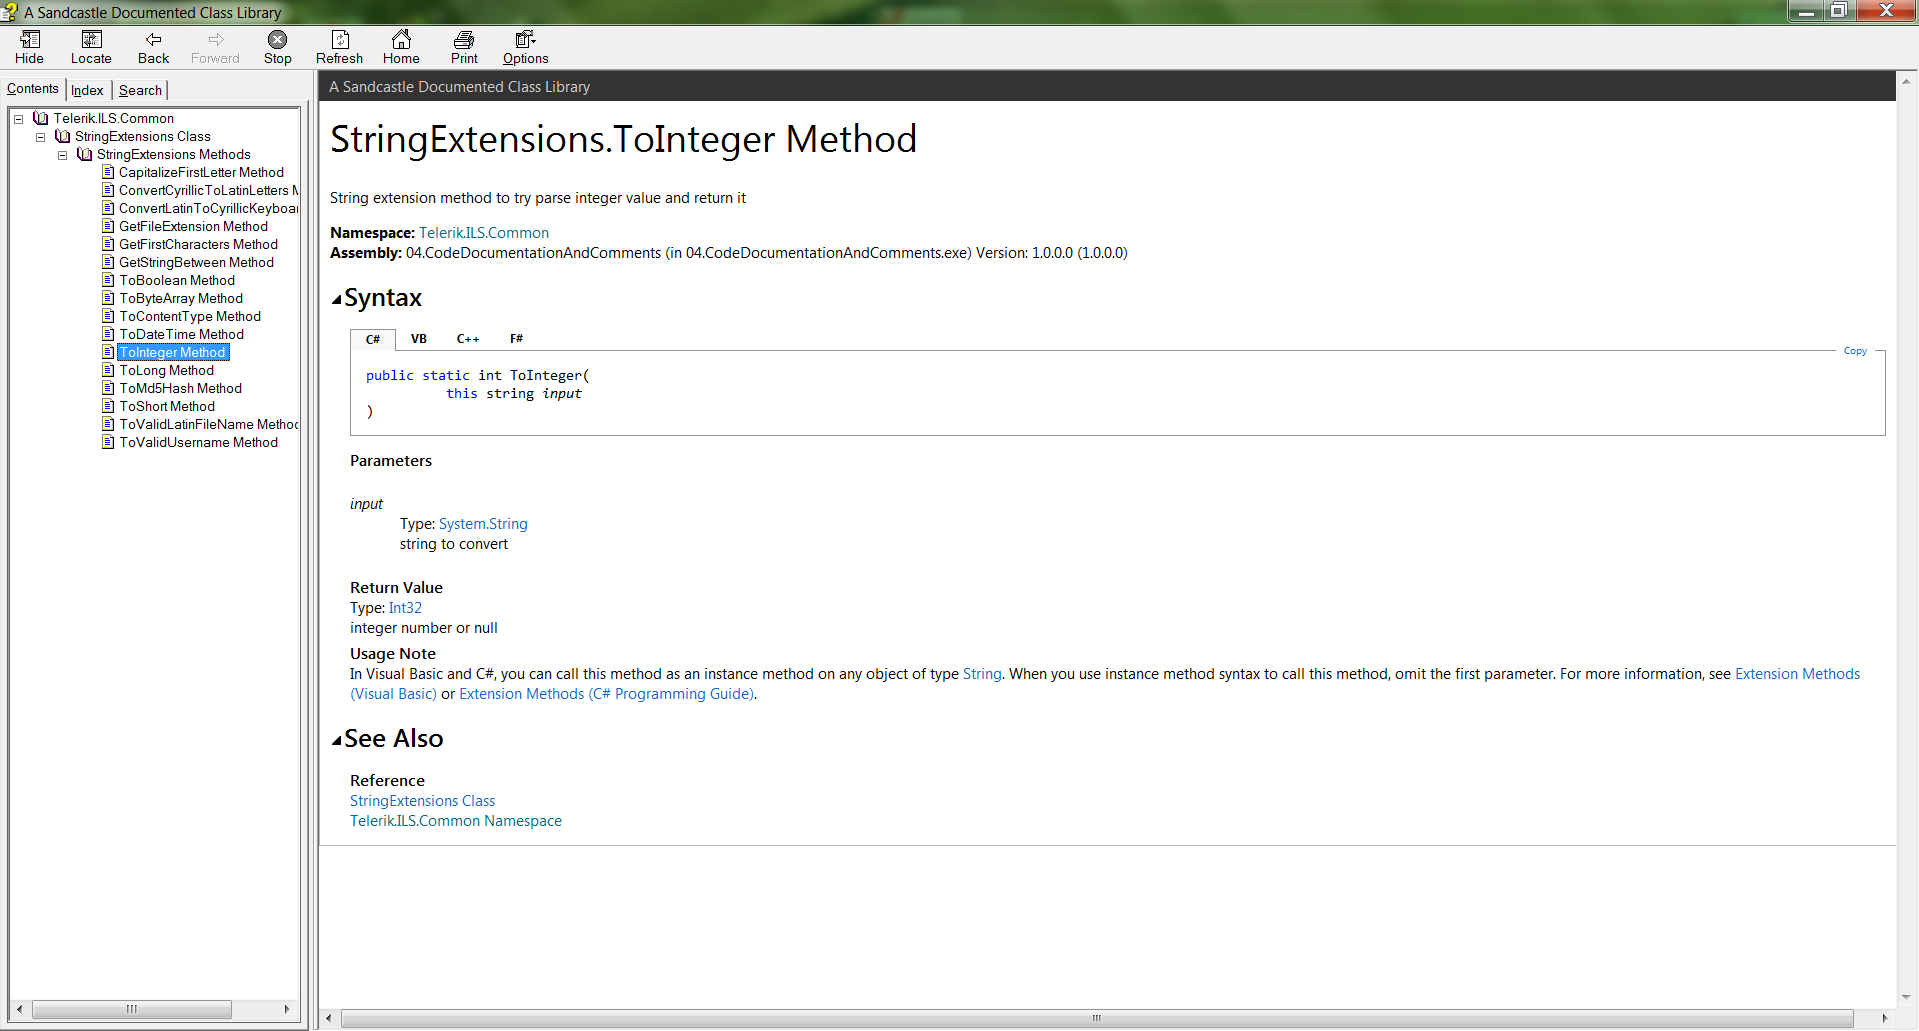 A Sandcastle Documented Class Library
Hide Locate Back Forward Stop Refresh Home Print Options
Contents Index Search
Telerik.ILS.Common
StringExtensions Class
StringExtensions Methods
CapitalizeFirstLetter Method
ConvertCyrillicToLatinLetters M
ConvertLatinToCyrillicKeyboar
GetFileExtension Method
GetFirstCharacters Method
GetStringBetween Method
ToBoolean Method
ToByteArray Method
ToContentType Method
ToDateTime Method
ToInteger Method
ToLong Method
ToMd5Hash Method
ToShort Method
ToValidLatinFileName Method
ToValidUsername Method
A Sandcastle Documented Class Library
StringExtensions.ToInteger Method
String extension method to try parse integer value and return it
Namespace: Telerik.ILS.Common
Assembly: 04.CodeDocumentationAndComments (in 04.CodeDocumentationAndComments.exe) Version: 1.0.0.0 (1.0.0.0)
Syntax
C# VB C++ F#
Copy
public static int ToInteger(
this string input
)
Parameters
input
Type: System.String
string to convert
Return Value
Type: Int32
integer number or null
Usage Note
In Visual Basic and C#, you can call this method as an instance method on any object of type String. When you use instance method syntax to call this method, omit the first parameter. For more information, see Extension Methods
(Visual Basic) or Extension Methods (C# Programming Guide).
See Also
Reference
StringExtensions Class
Telerik.ILS.Common Namespace